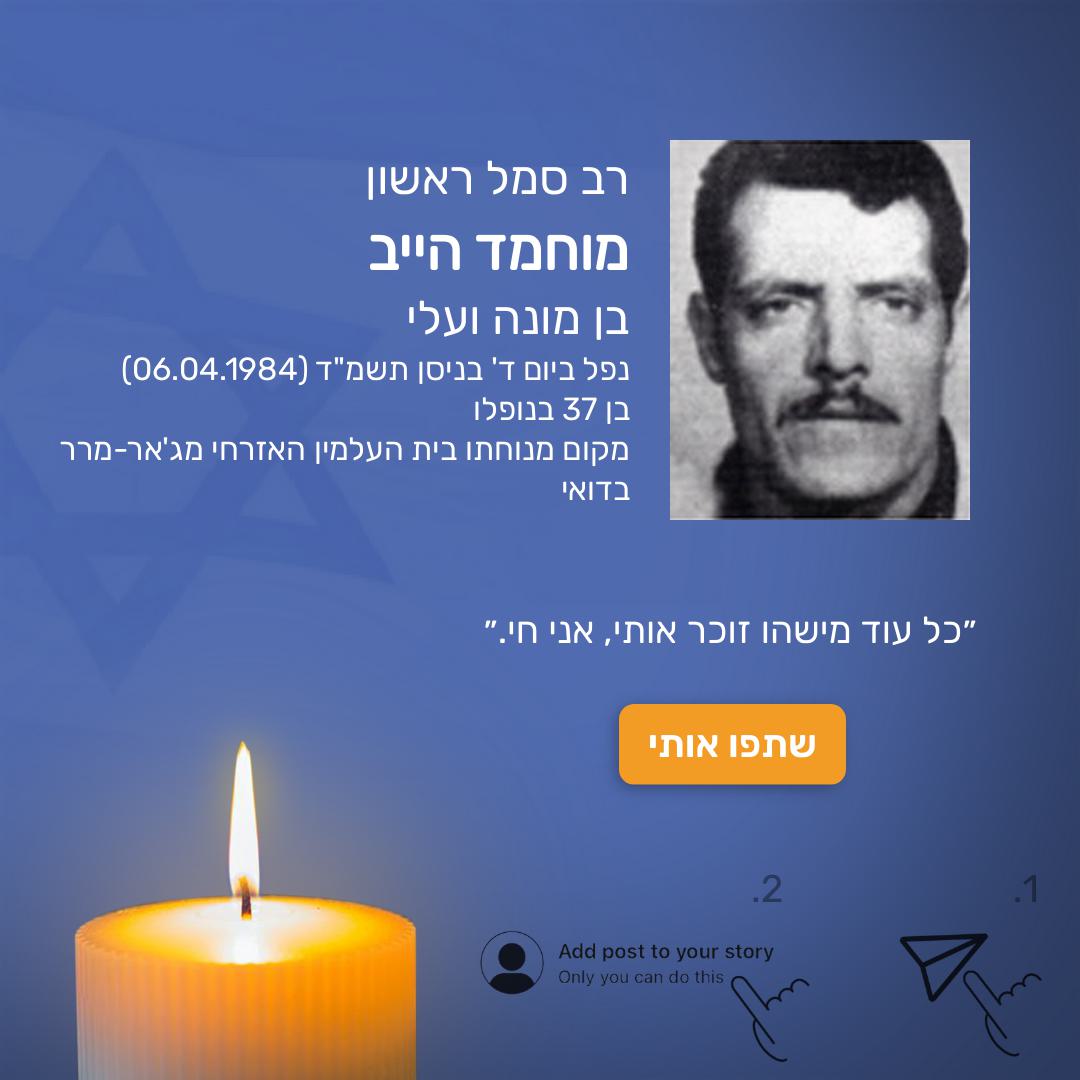 רב סמל ראשון
מוחמד הייב
בן מונה ועלי
נפל ביום ד' בניסן תשמ"ד (06.04.1984)
בן 37 בנופלו
מקום מנוחתו בית העלמין האזרחי מג'אר-מרר
בדואי
״כל עוד מישהו זוכר אותי, אני חי.״
שתפו אותי
.1
.2
Add post to your story
Only you can do this